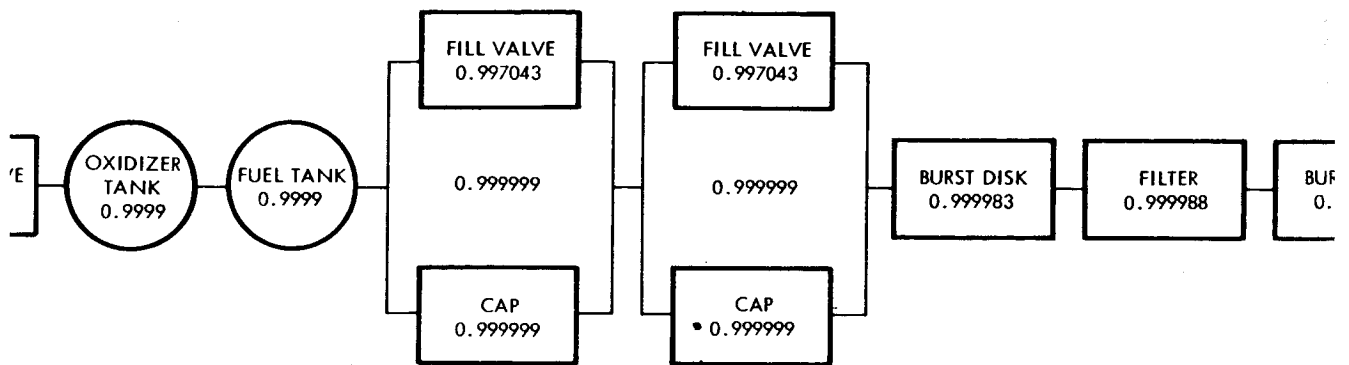 FILL VALVE
0.997043
FILL VALVE
0.997043
OXIDIZER
TANK
0.9999
FUEL TANK
0.9999
0.999999
0.999999
BURST DISK
0.999983
FILTER
0.999988
CAP
0.999999
CAP
0.999999